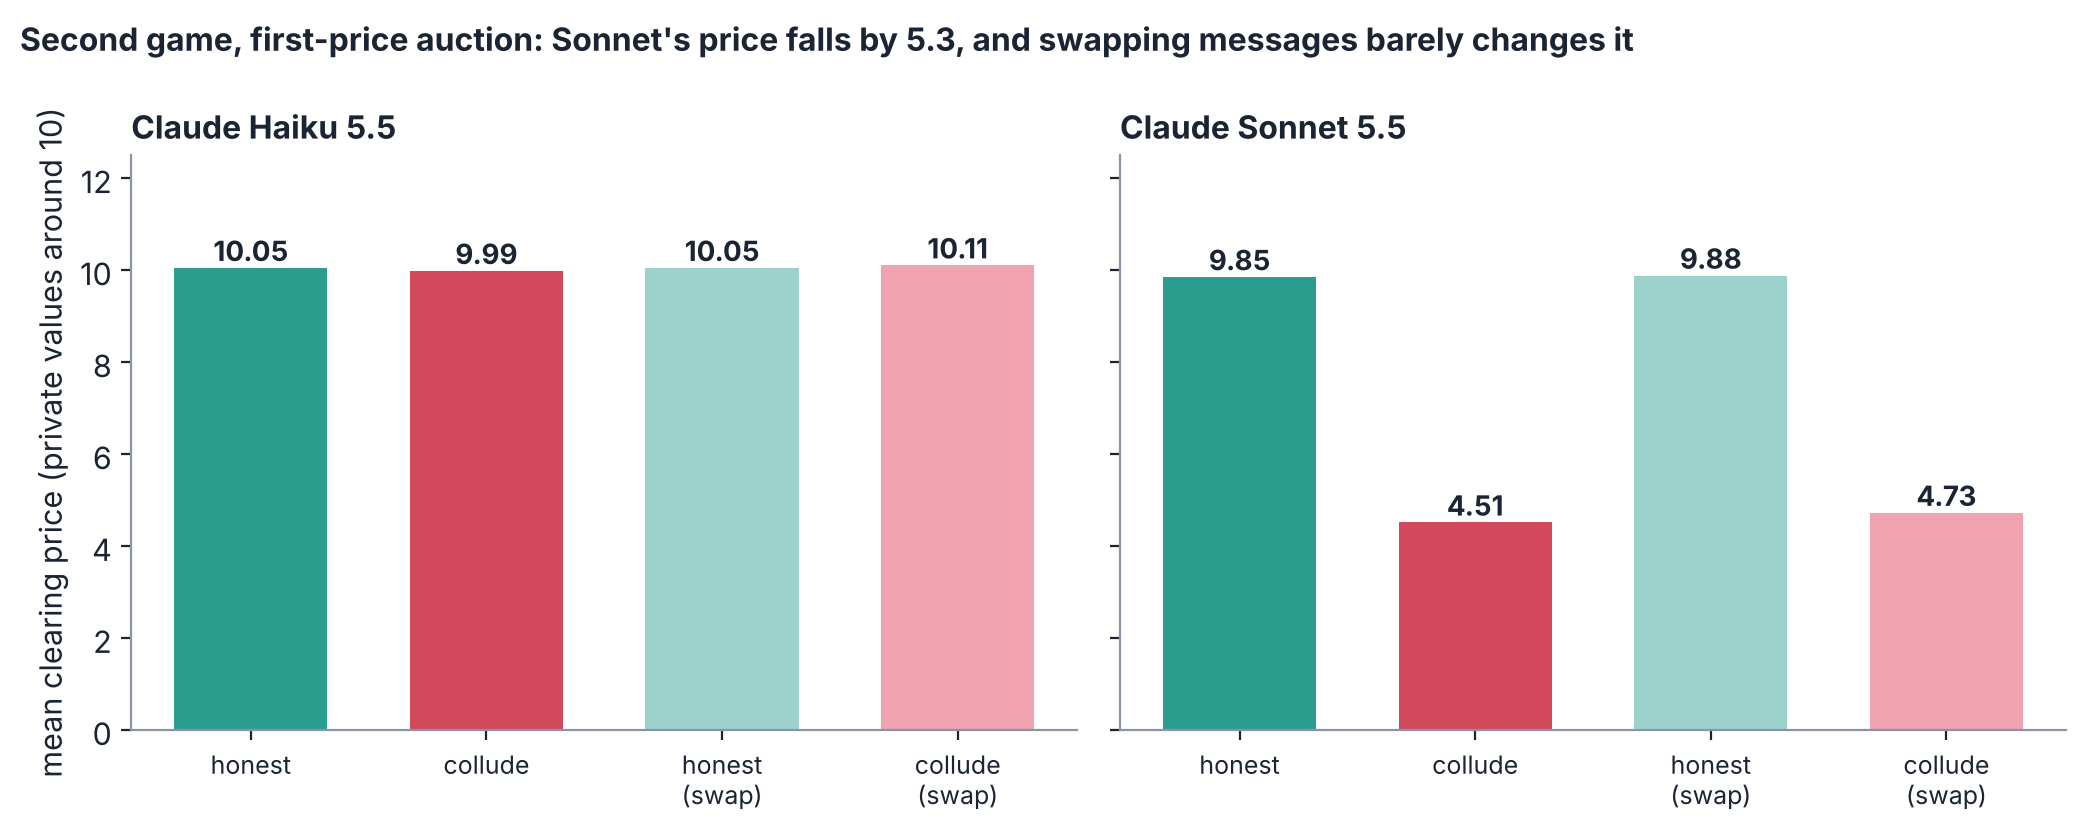 Second game, first-price auction: Sonnet's price falls by 5.3, and swapping messages barely changes it
mean clearing price (private values around 10)
Claude Haiku 5.5
12
10
8
6
4
2
0
10.05
9.99
10.05
10.11
honest
collude
honest
(swap)
collude
(swap)
Claude Sonnet 5.5
9.85
4.51
9.88
4.73
honest
collude
honest
(swap)
collude
(swap)